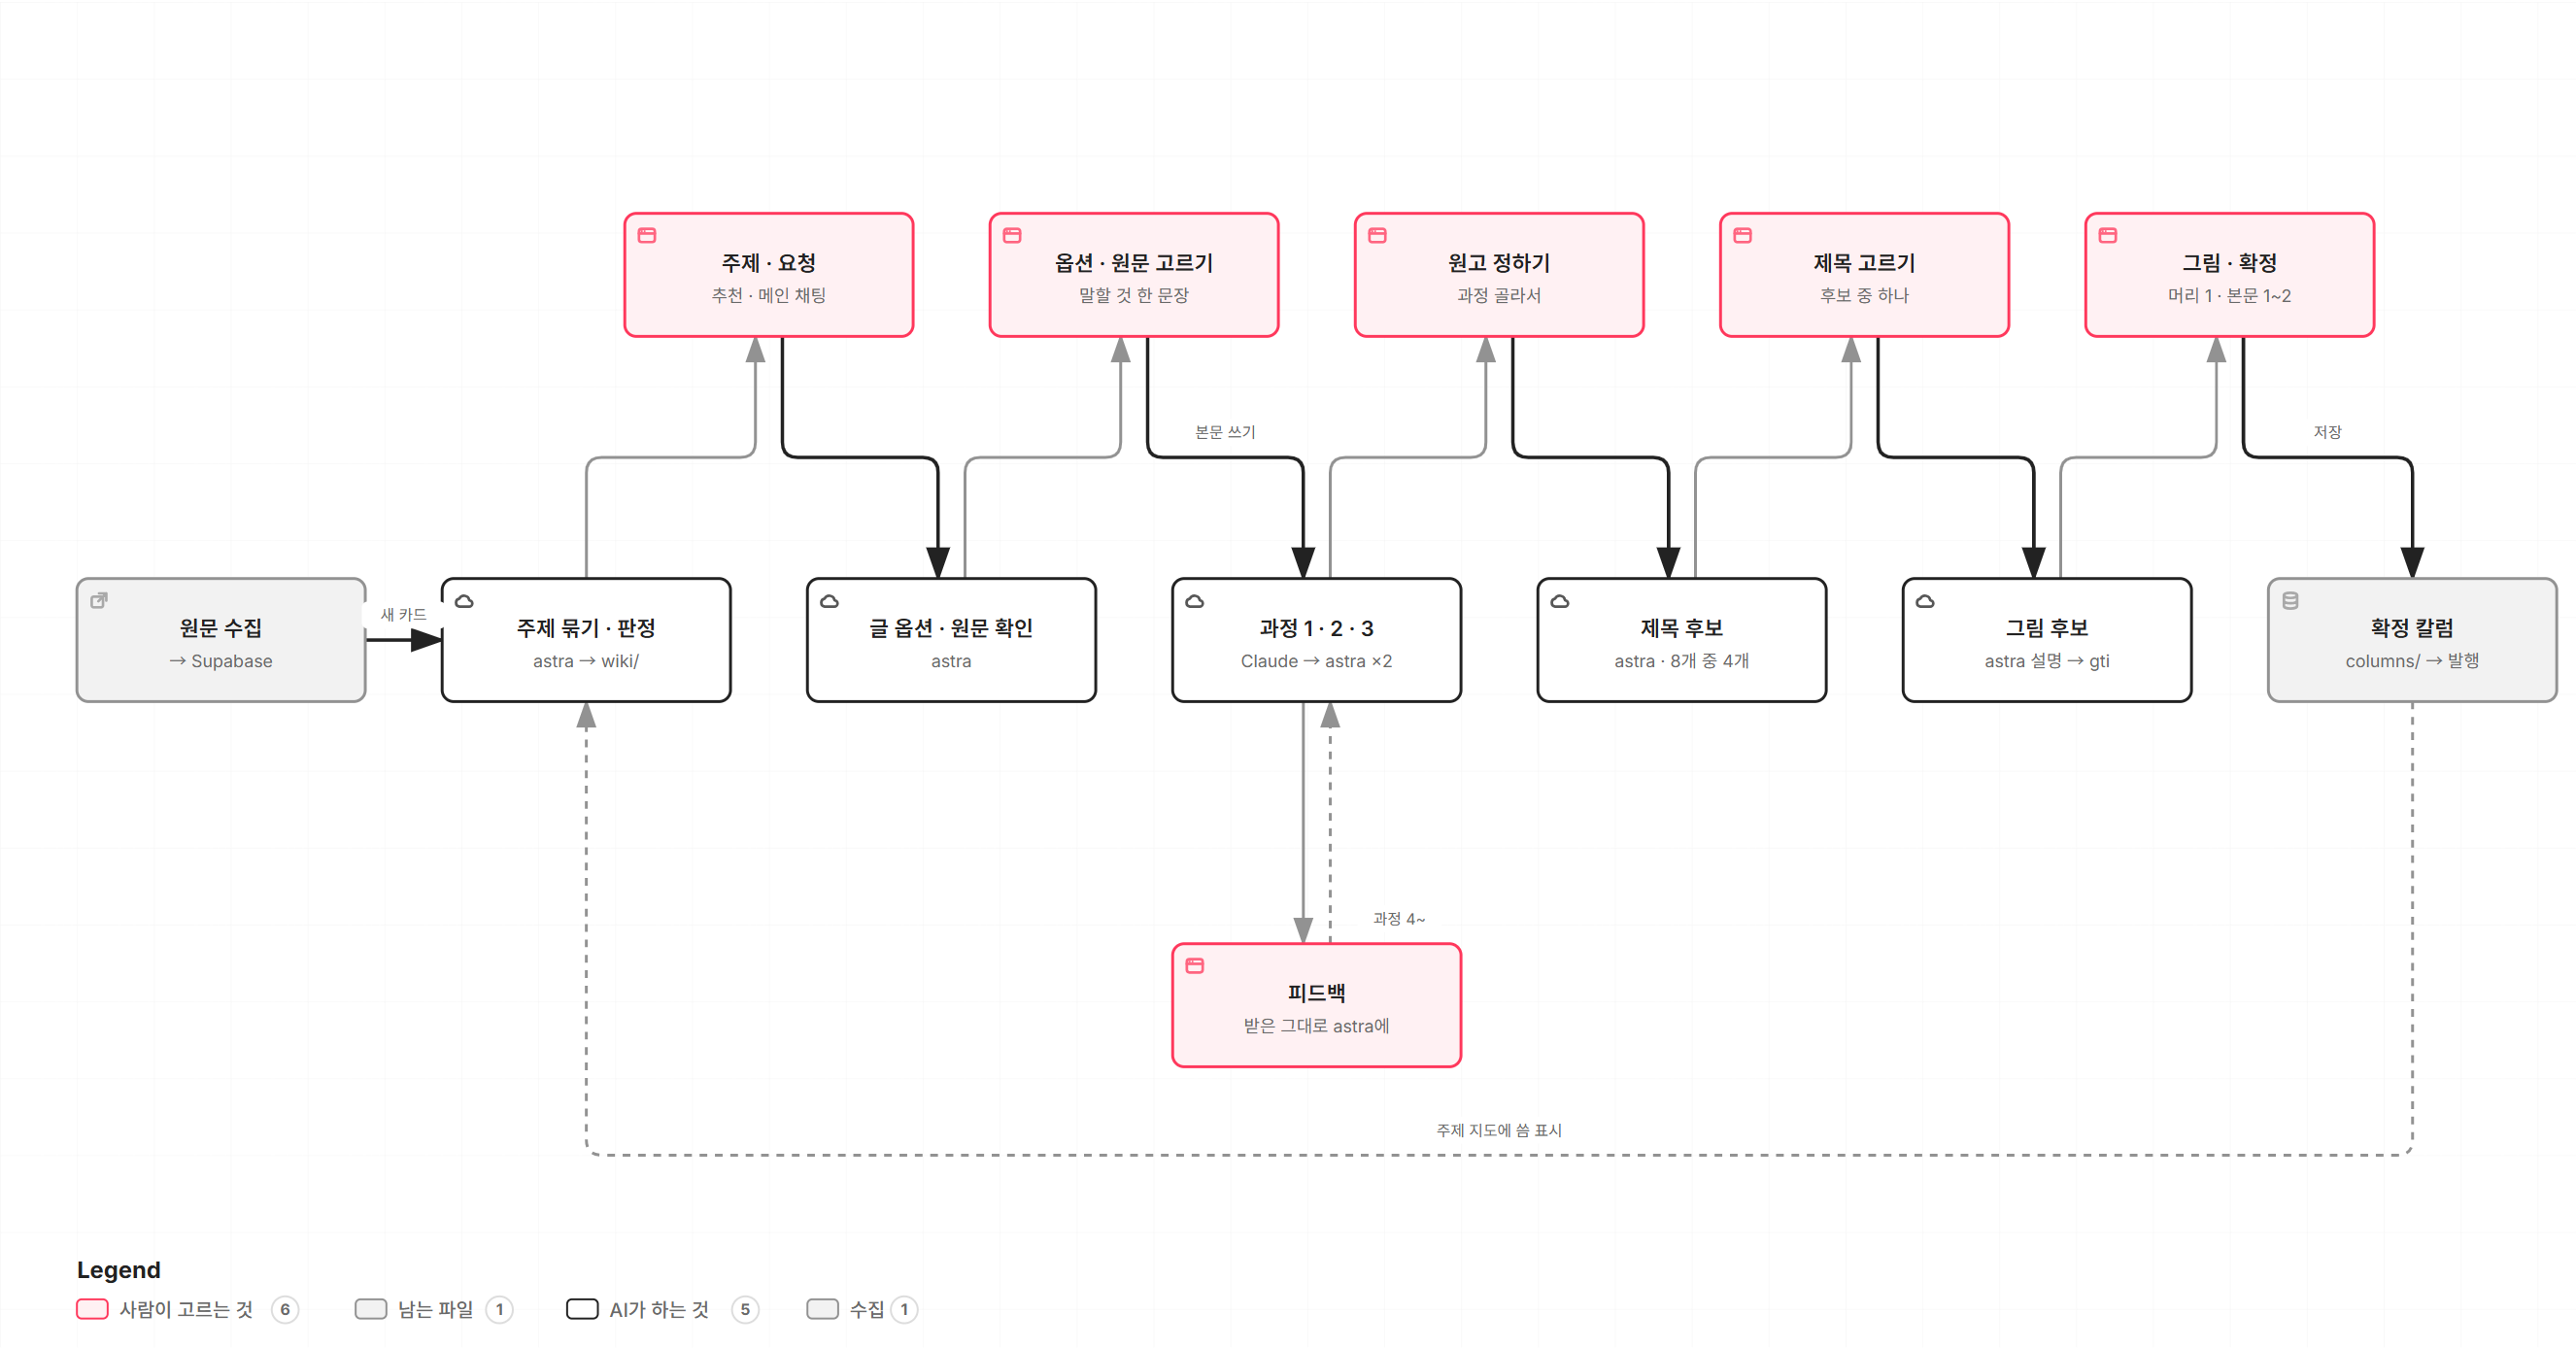 주제 · 요청
추천 · 메인 채팅
옵션 · 원문 고르기
말할 것 한 문장
원고 정하기
과정 골라서
제목 고르기
후보 중 하나
그림 · 확정
머리 1 · 본문 1~2
본문 쓰기
저장
원문 수집
→ Supabase
새 카드
주제 묶기 · 판정
astra → wiki/
글 옵션 · 원문 확인
astra
과정 1 · 2 · 3
Claude → astra ×2
제목 후보
astra · 8개 중 4개
그림 후보
astra 설명 → gti
확정 칼럼
columns/ → 발행
과정 4~
피드백
받은 그대로 astra에
주제 지도에 씀 표시
Legend
사람이 고르는 것 6
남는 파일 1
AI가 하는 것 5
수집 1